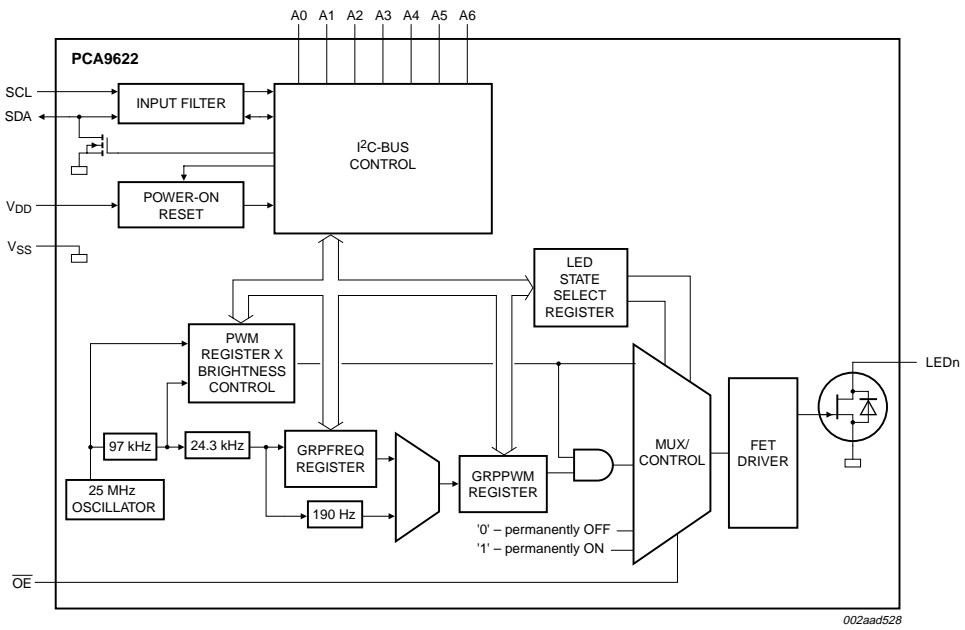 A0 A1 A2 A3 A4 A5 A6
PCA9622
SCL
SDA
INPUT FILTER
I2C-BUS
CONTROL
POWER-ON
RESET
VDD
VSS
LED
STATE
SELECT
REGISTER
PWM
REGISTER X
BRIGHTNESS
CONTROL
LEDn
97 kHz
24.3 kHz
GRPFREQ
REGISTER
MUX/
CONTROL
FET
DRIVER
25 MHz
OSCILLATOR
190 Hz
GRPPWM
REGISTER
'0' – permanently OFF
'1' – permanently ON
OE
002aad528